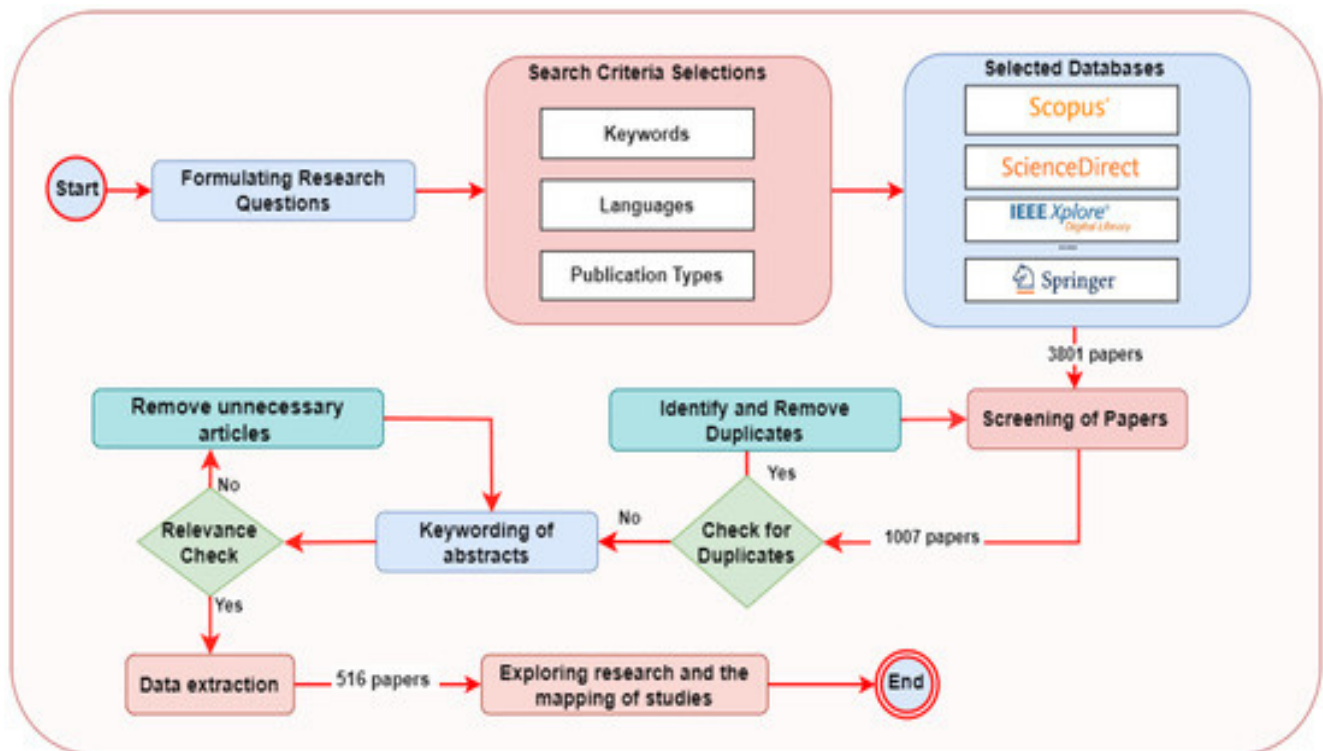 Search Criteria Selections
Keywords
Languages
Publication Types
Selected Databases
Scopus®
ScienceDirect
IEEE Xplore®
Digital Library
Springer
Start
Formulating Research
Questions
3801 papers
Remove unnecessary
articles
Identify and Remove
Duplicates
Screening of Papers
No
Yes
Relevance
Check
Keywording of
abstracts
No
Check for
Duplicates
1007 papers
Yes
Data extraction
516 papers
Exploring research and the
mapping of studies
End